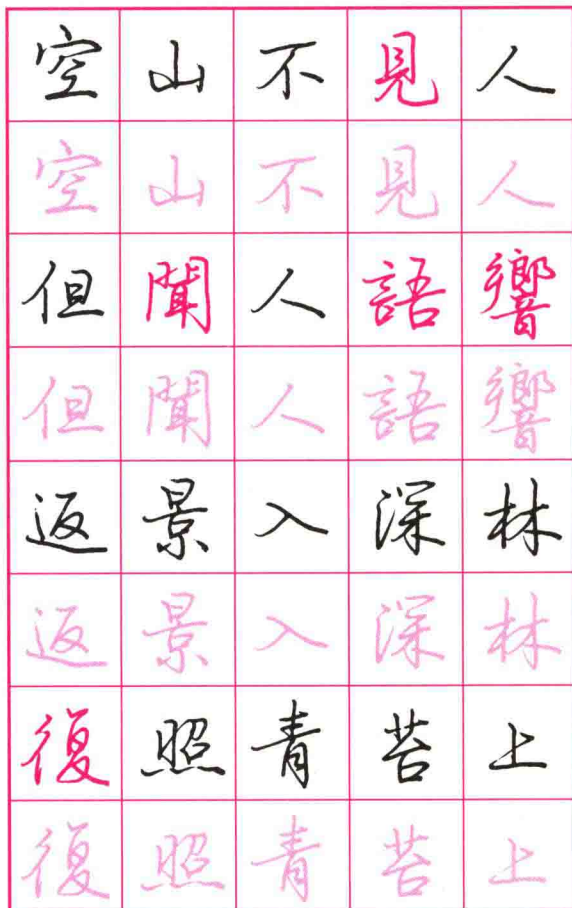 空山不見人
空山不見人
但聞人語響
但聞人語響
返景入深林
返景入深林
復照青苔上
復照青苔上